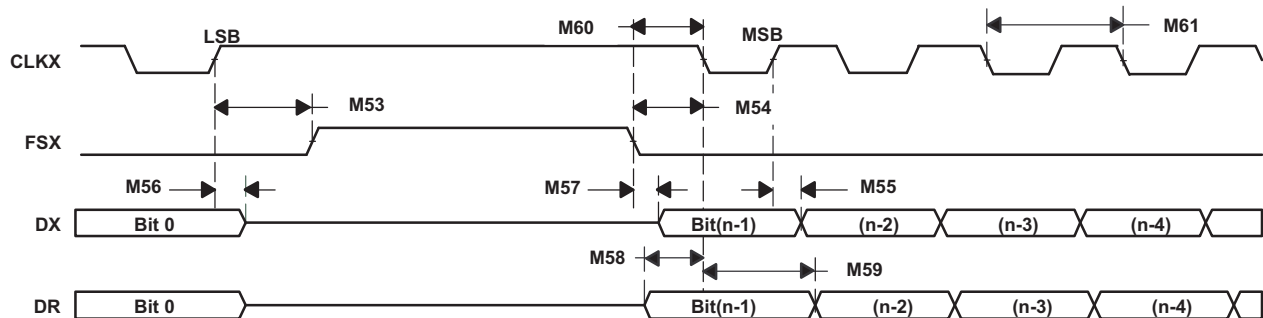 M60
M61
LSB
MSB
CLKX
M53
M54
FSX
M56
M57
M55
DX
Bit 0
Bit(n-1)
(n-2)
(n-3)
(n-4)
M58
M59
DR
Bit 0
Bit(n-1)
(n-2)
(n-3)
(n-4)